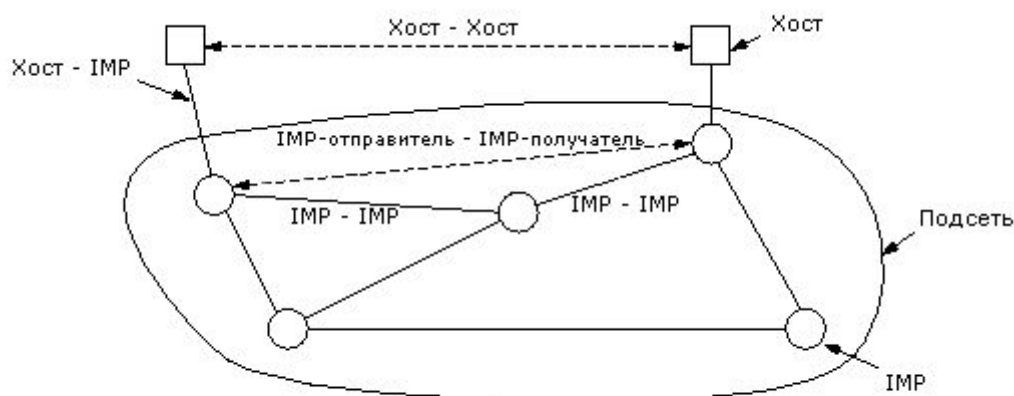 Хост - Хост
Хост
Хост - IMP
IMP-отправитель - IMP-получатель
IMP - IMP
IMP - IMP
Подсеть
IMP